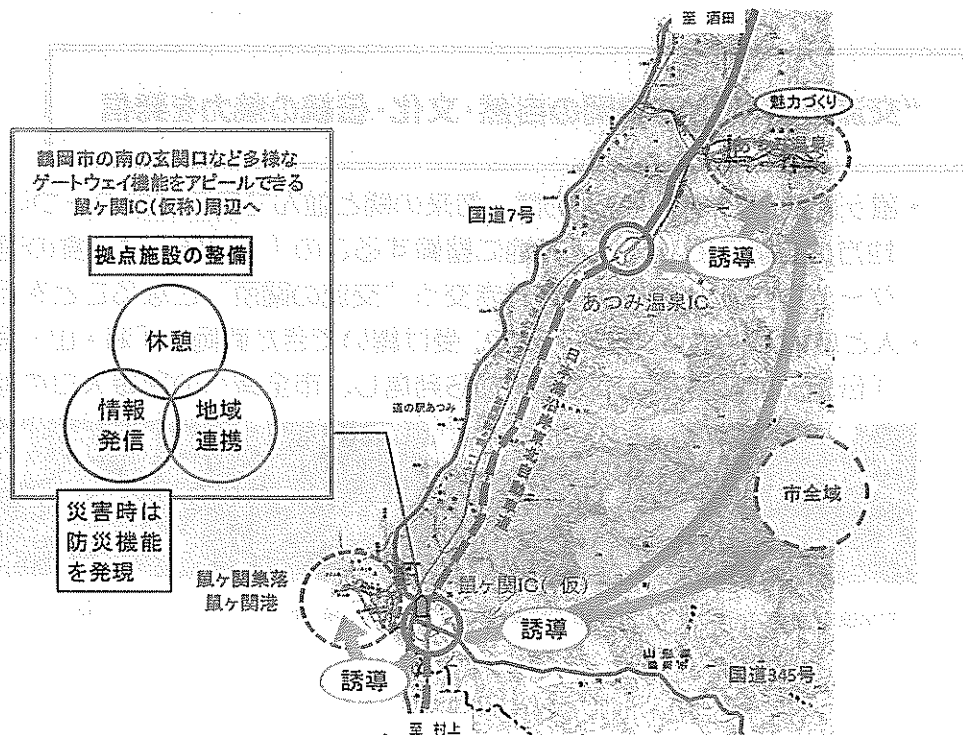 至 酒田
魅力づくり
あつみ温泉
鶴岡市の南の玄関口など多様な
ゲートウェイ機能をアピールできる
鼠ヶ関IC(仮称)周辺へ
拠点施設の整備
休憩
情報
発信
地域
連携
災害時は
防災機能
を発現
国道7号
誘導
あつみ温泉IC
日本海沿岸東北自動車道
道の駅あつみ
市全域
鼠ヶ関集落
鼠ヶ関港
鼠ヶ関IC(仮)
誘導
誘導
国道345号
至 村上